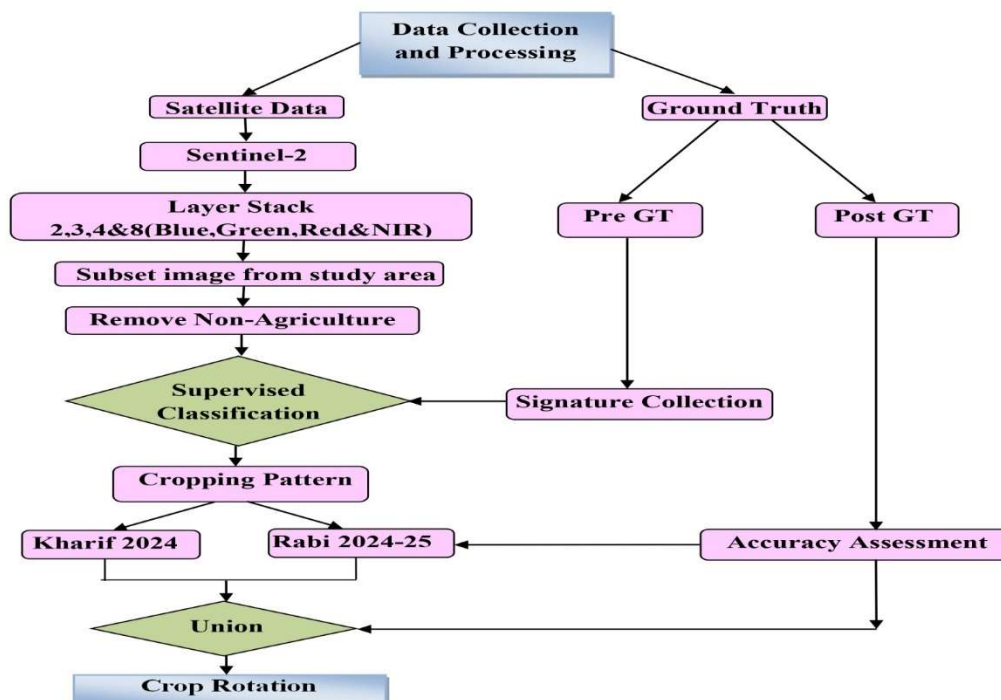 Data Collection
and Processing
Satellite Data
Ground Truth
Sentinel-2
Layer Stack
2,3,4&8(Blue,Green,Red&NIR)
Pre GT
Post GT
Subset image from study area
Remove Non-Agriculture
Supervised
Classification
Signature Collection
Cropping Pattern
Kharif 2024
Rabi 2024-25
Accuracy Assessment
Union
Crop Rotation